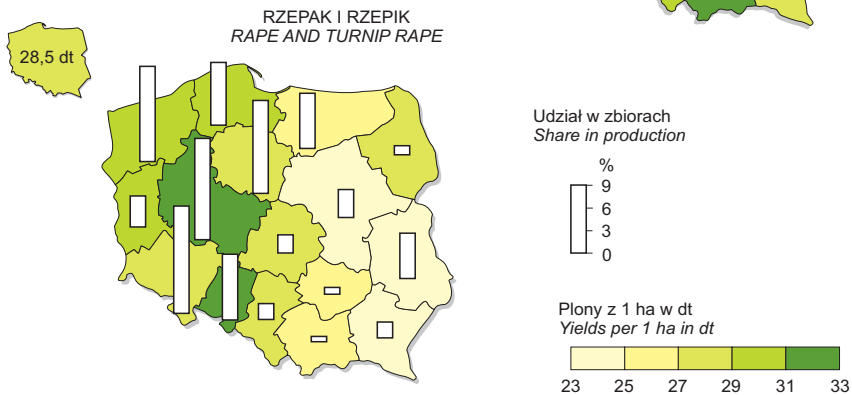 RZEPAK I RZEPIK
RAPE AND TURNIP RAPE
28,5 dt
Udział w zbiorach
Share in production
%
9
6
3
0
Plony z 1 ha w dt
Yields per 1 ha in dt
23 25 27 29 31 33